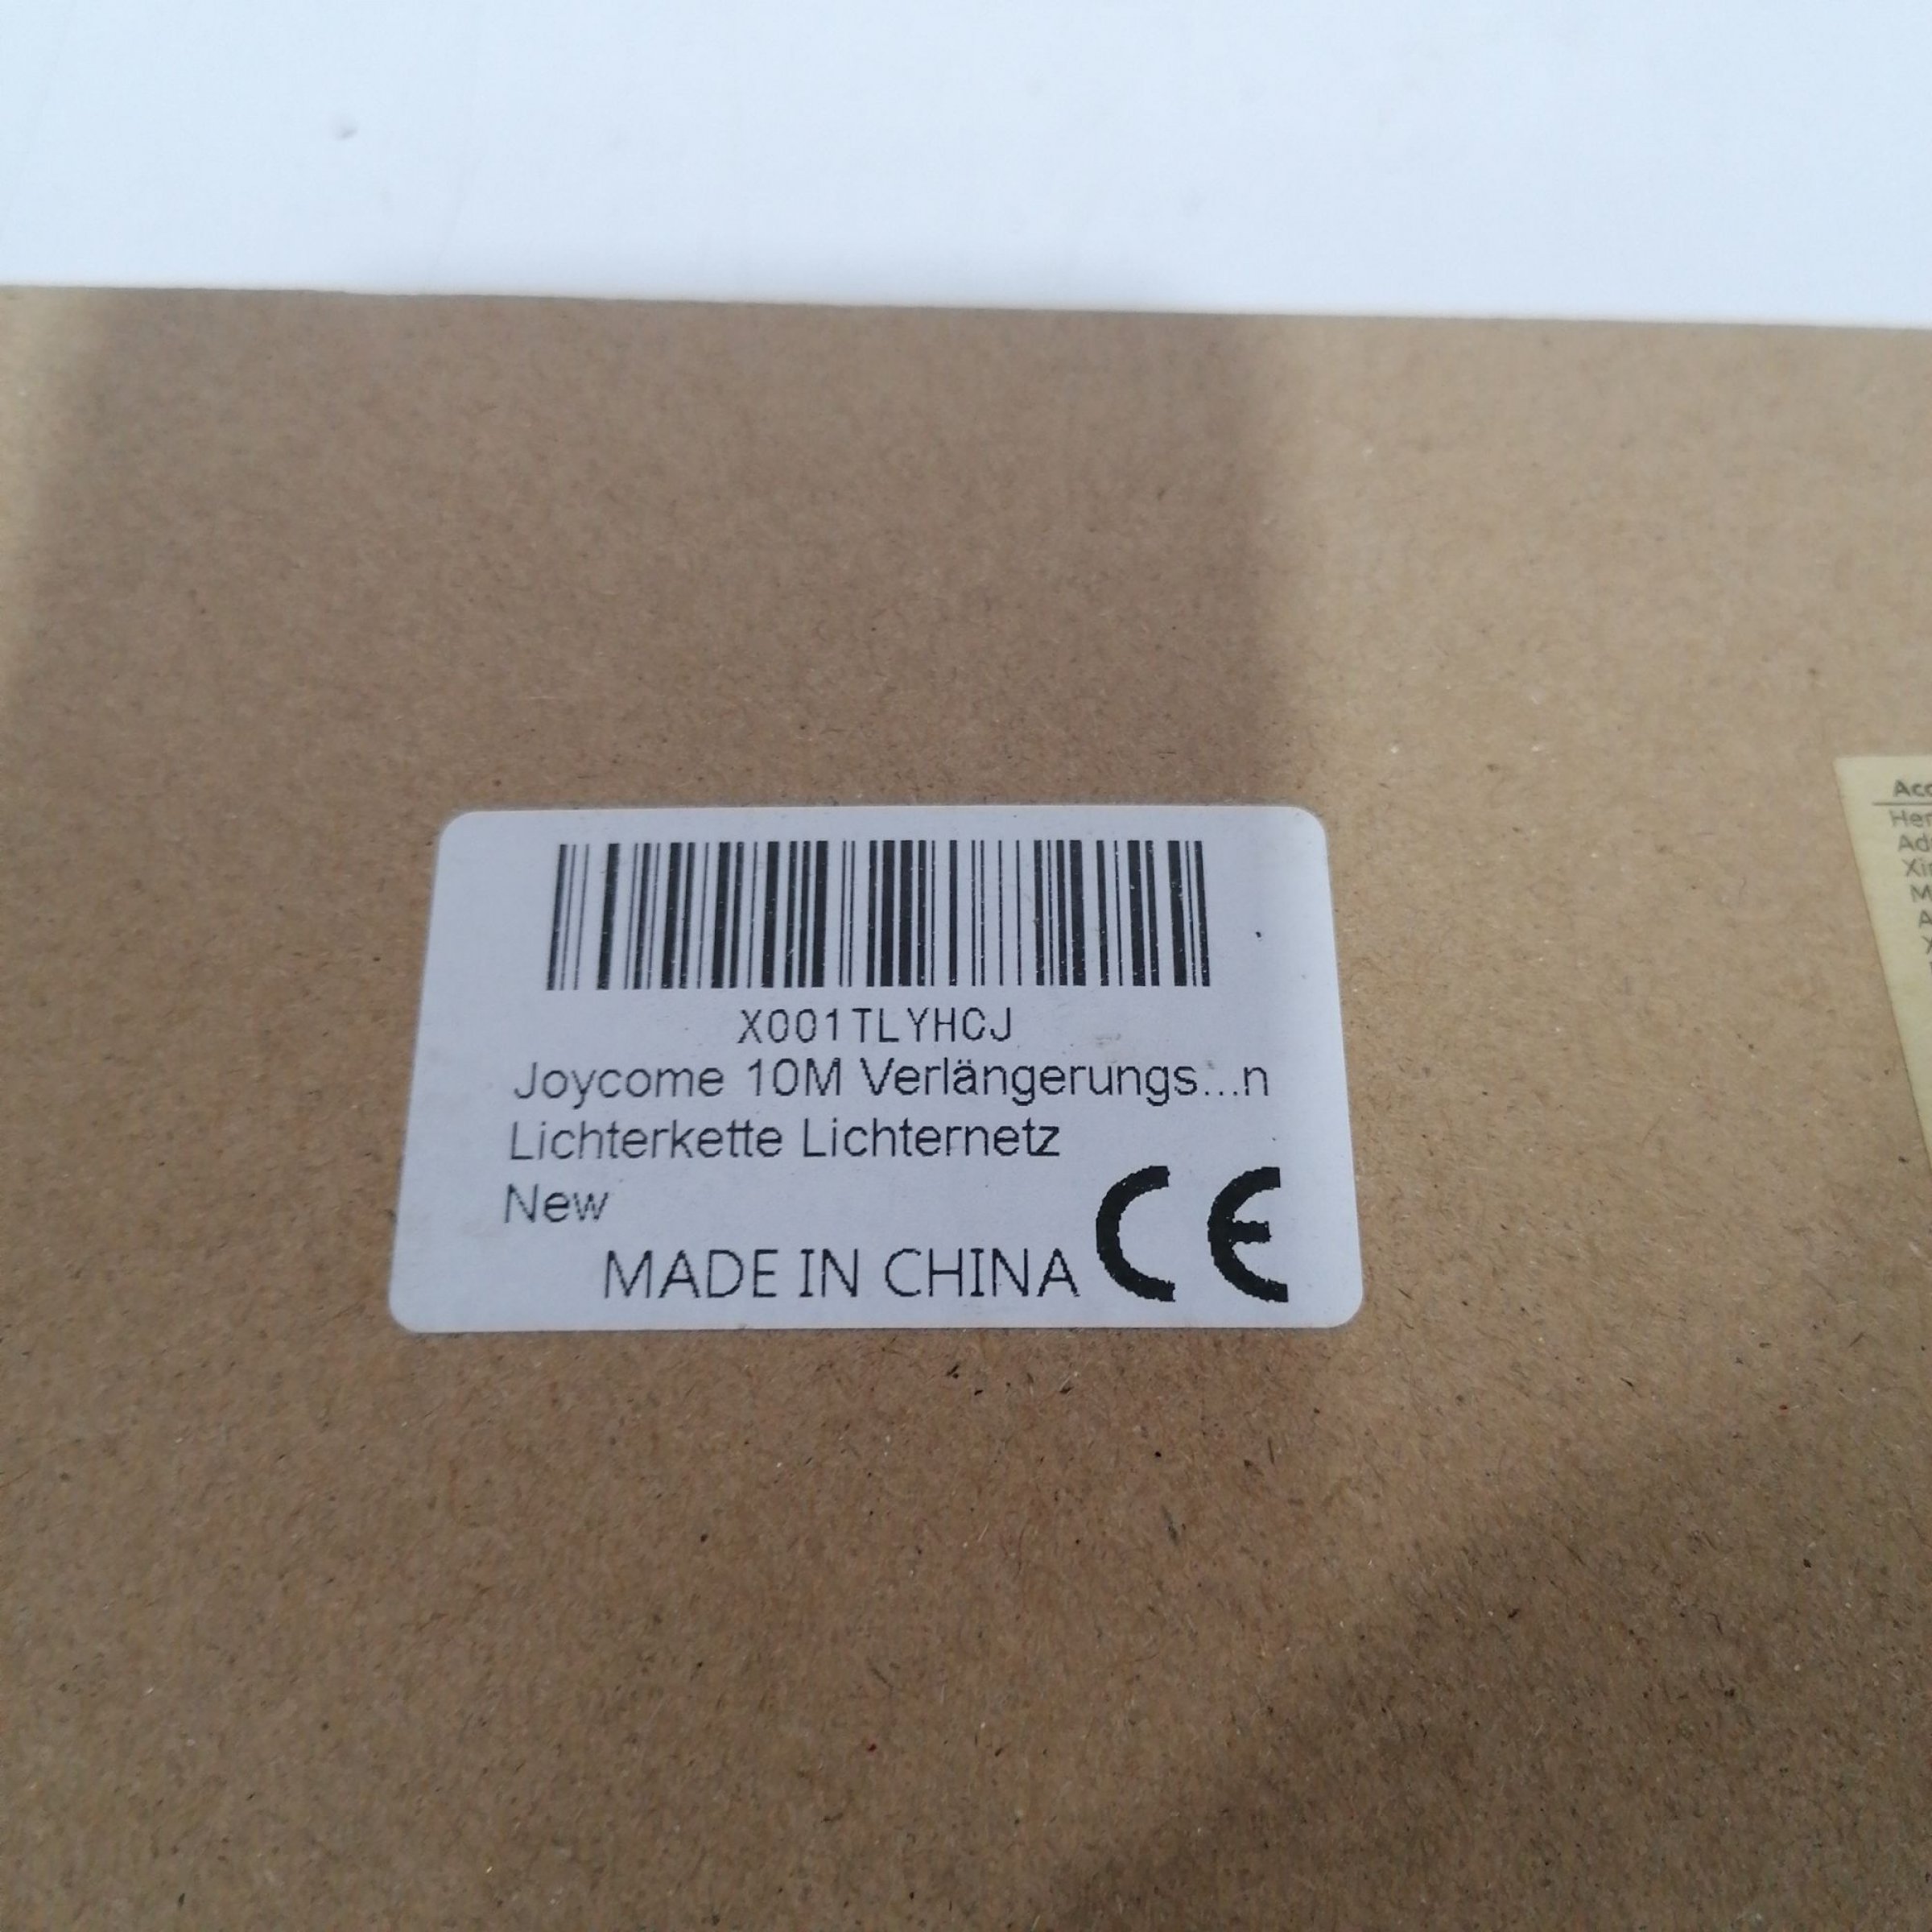 X001TLYHCJ
Joycome 10M Verlängerungs...n
Lichterkette Lichternetz
New
MADE IN CHINA CE